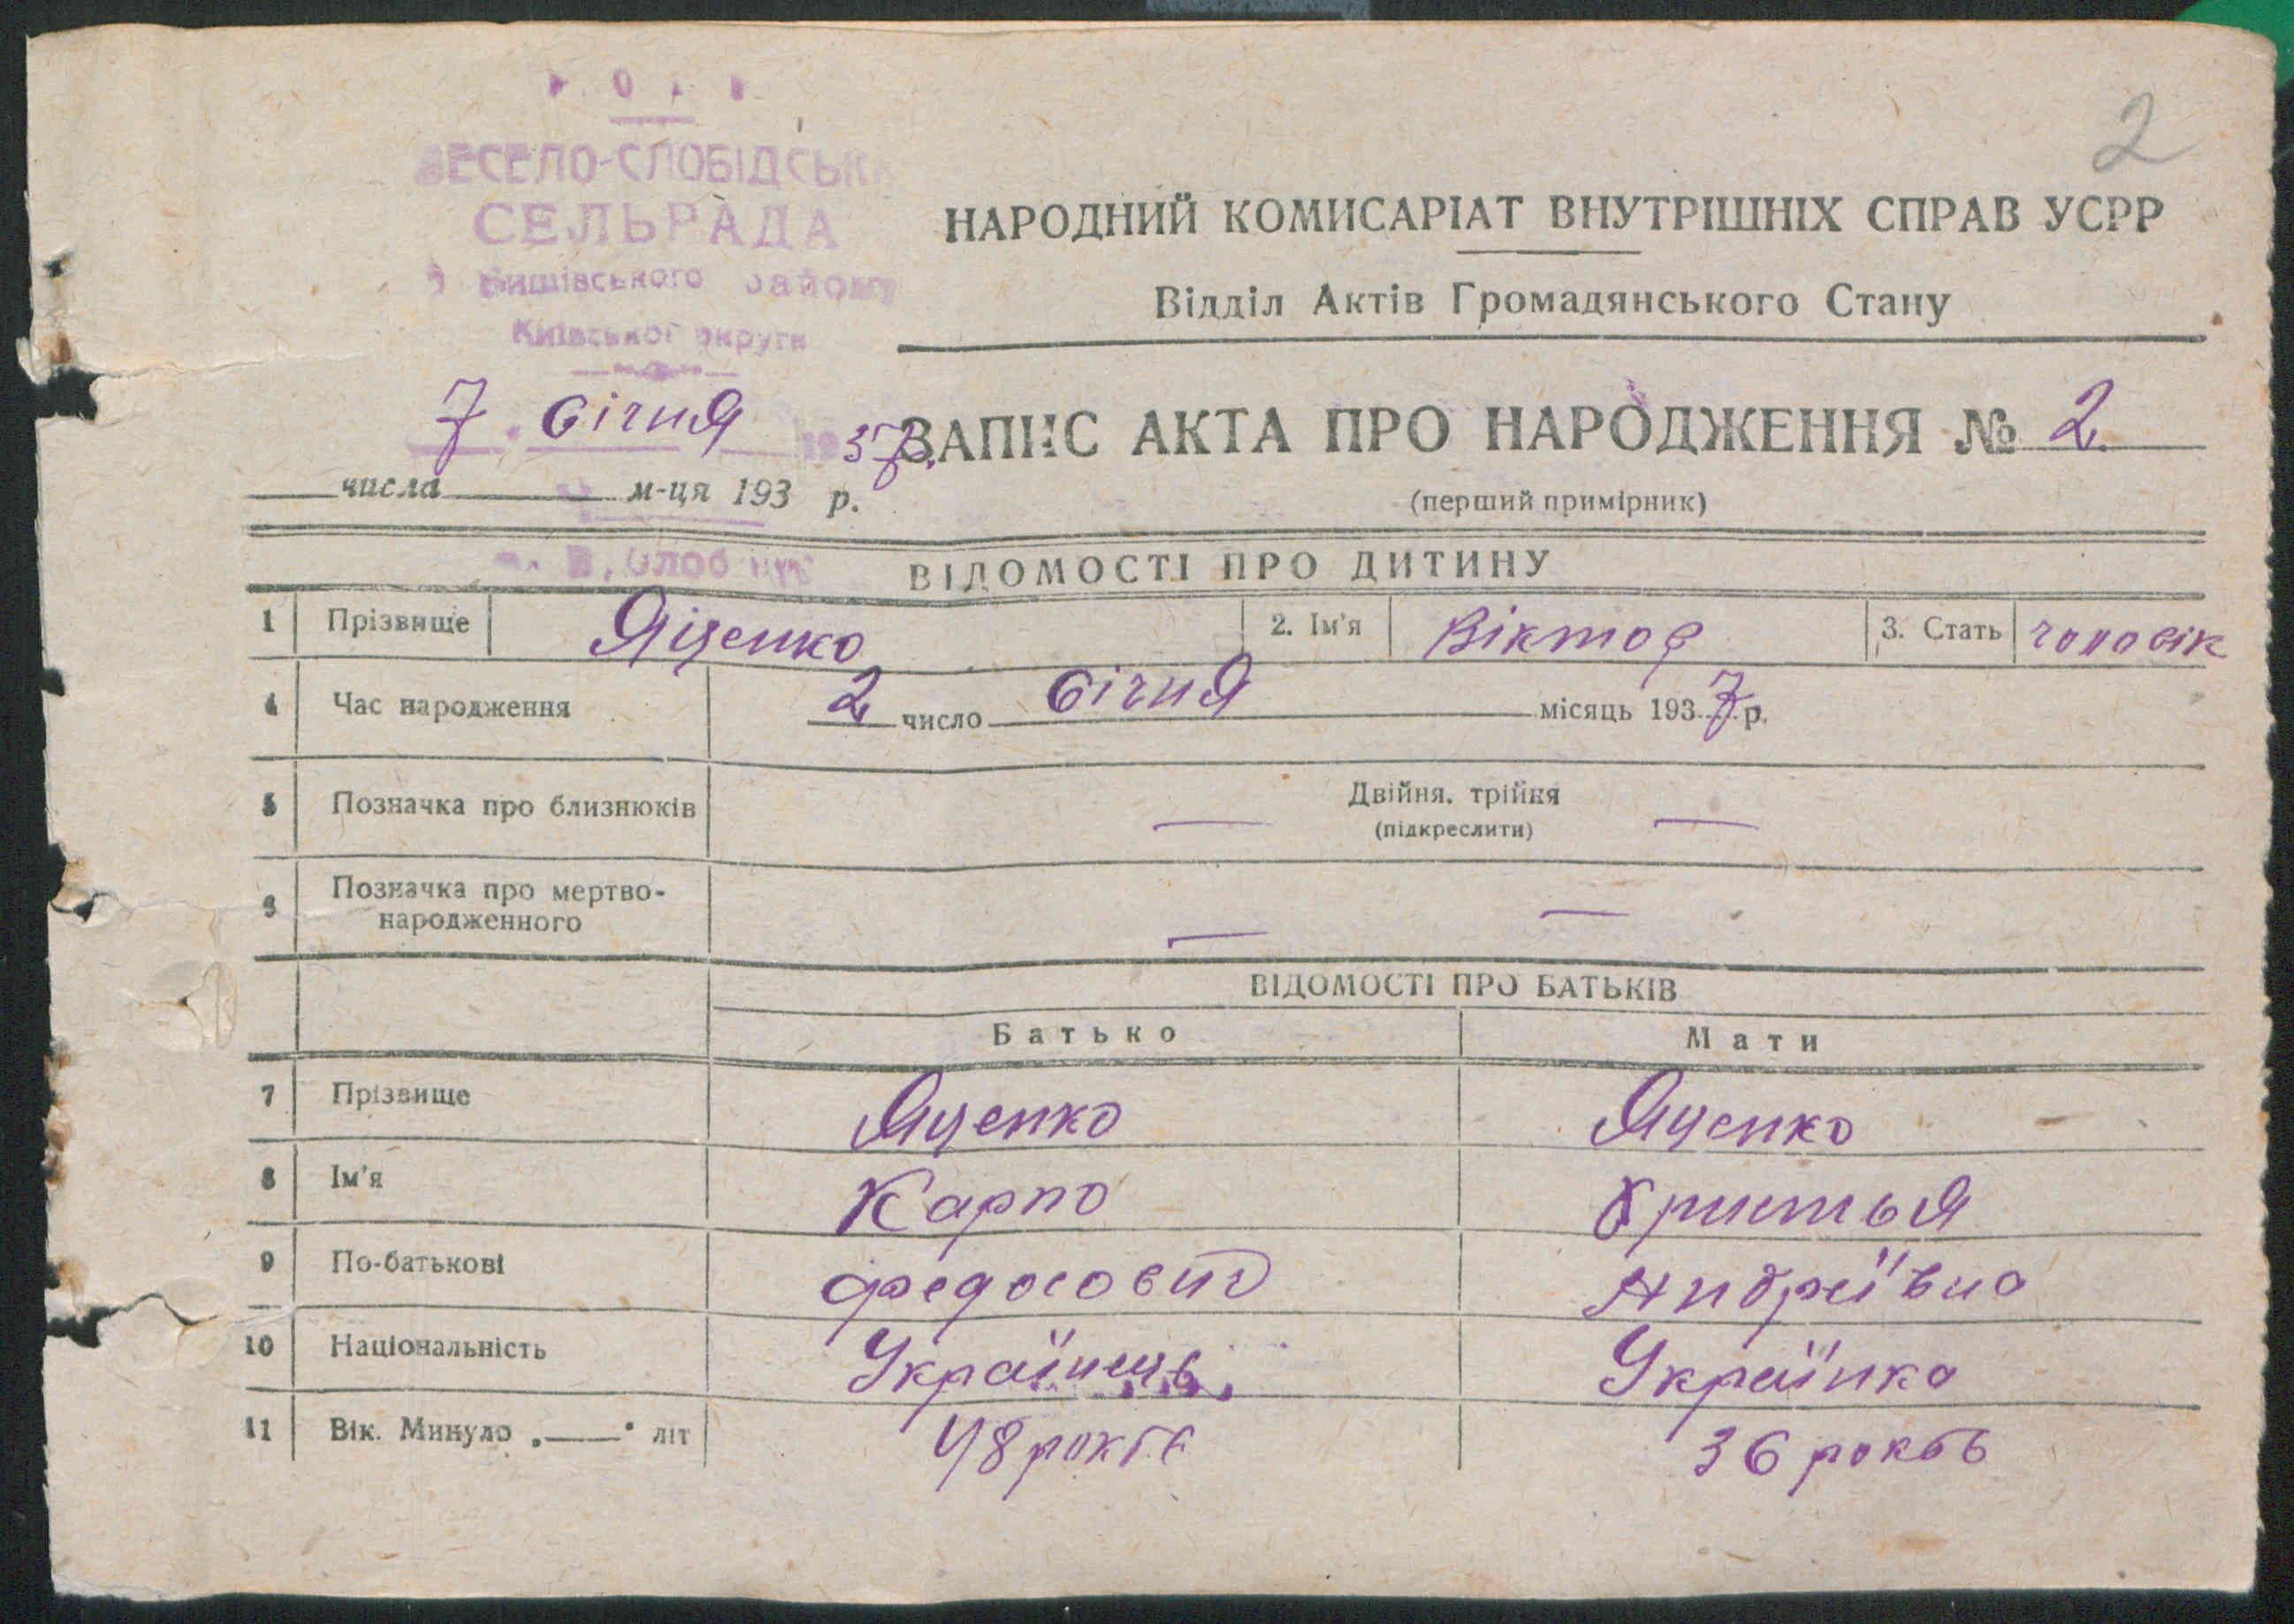 2
ВЕСЕЛО-СЛОБІДСЬКА
СЕЛЬРАДА
району
Київської округи
НАРОДНИЙ КОМИСАРІАТ ВНУТРІШНІХ СПРАВ УСРР
Відділ Актів Громадянського Стану
7 січня 1937
ЗАПИС АКТА ПРО НАРОДЖЕННЯ № 2
числа м-ця 193 р.
(перший примірник)
ВІДОМОСТІ ПРО ДИТИНУ
1 Прізвище Яценко 2. Ім'я Віктор 3. Стать чоловік
4 Час народження 2 число січня місяць 1937 р.
5 Позначка про близнюків — Двійня, трійня —
(підкреслити)
6 Позначка про мертво-
народженного — —
ВІДОМОСТІ ПРО БАТЬКІВ
Батько Мати
7 Прізвище Яценко Яценко
8 Ім'я Карпо Христья
9 По-батькові Федосович Андреївна
10 Національність Українець Українка
11 Вік. Минуло „——" літ 48 років 36 років